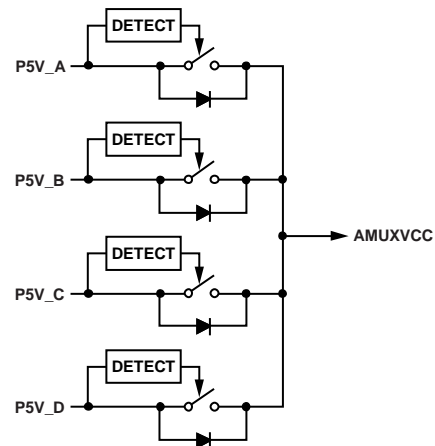 DETECT
P5V_A
DETECT
P5V_B
AMUXVCC
DETECT
P5V_C
DETECT
P5V_D